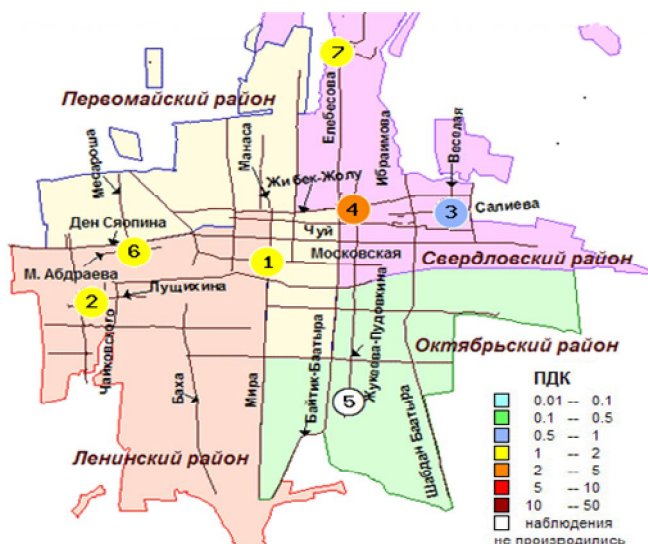 7
Первомайский район
Месароша
Манаса
Елебесова
Ибраимова
Веселая
Жибек-Жолу
4
3
Салиева
Ден Сяопина
Чуй
6
Московская
1
Свердловский район
М. Абдраева
2
Лущихина
Чайковского
Баха
Мира
Байтик-Баатыра
Жукеева-Пудовкина
Октябрьский район
5
Шабдан Баатыра
Ленинский район
ПДК
0.01 -- 0.1
0.1 -- 0.5
0.5 -- 1
1 -- 2
2 -- 5
5 -- 10
10 -- 50
наблюдения
не производились